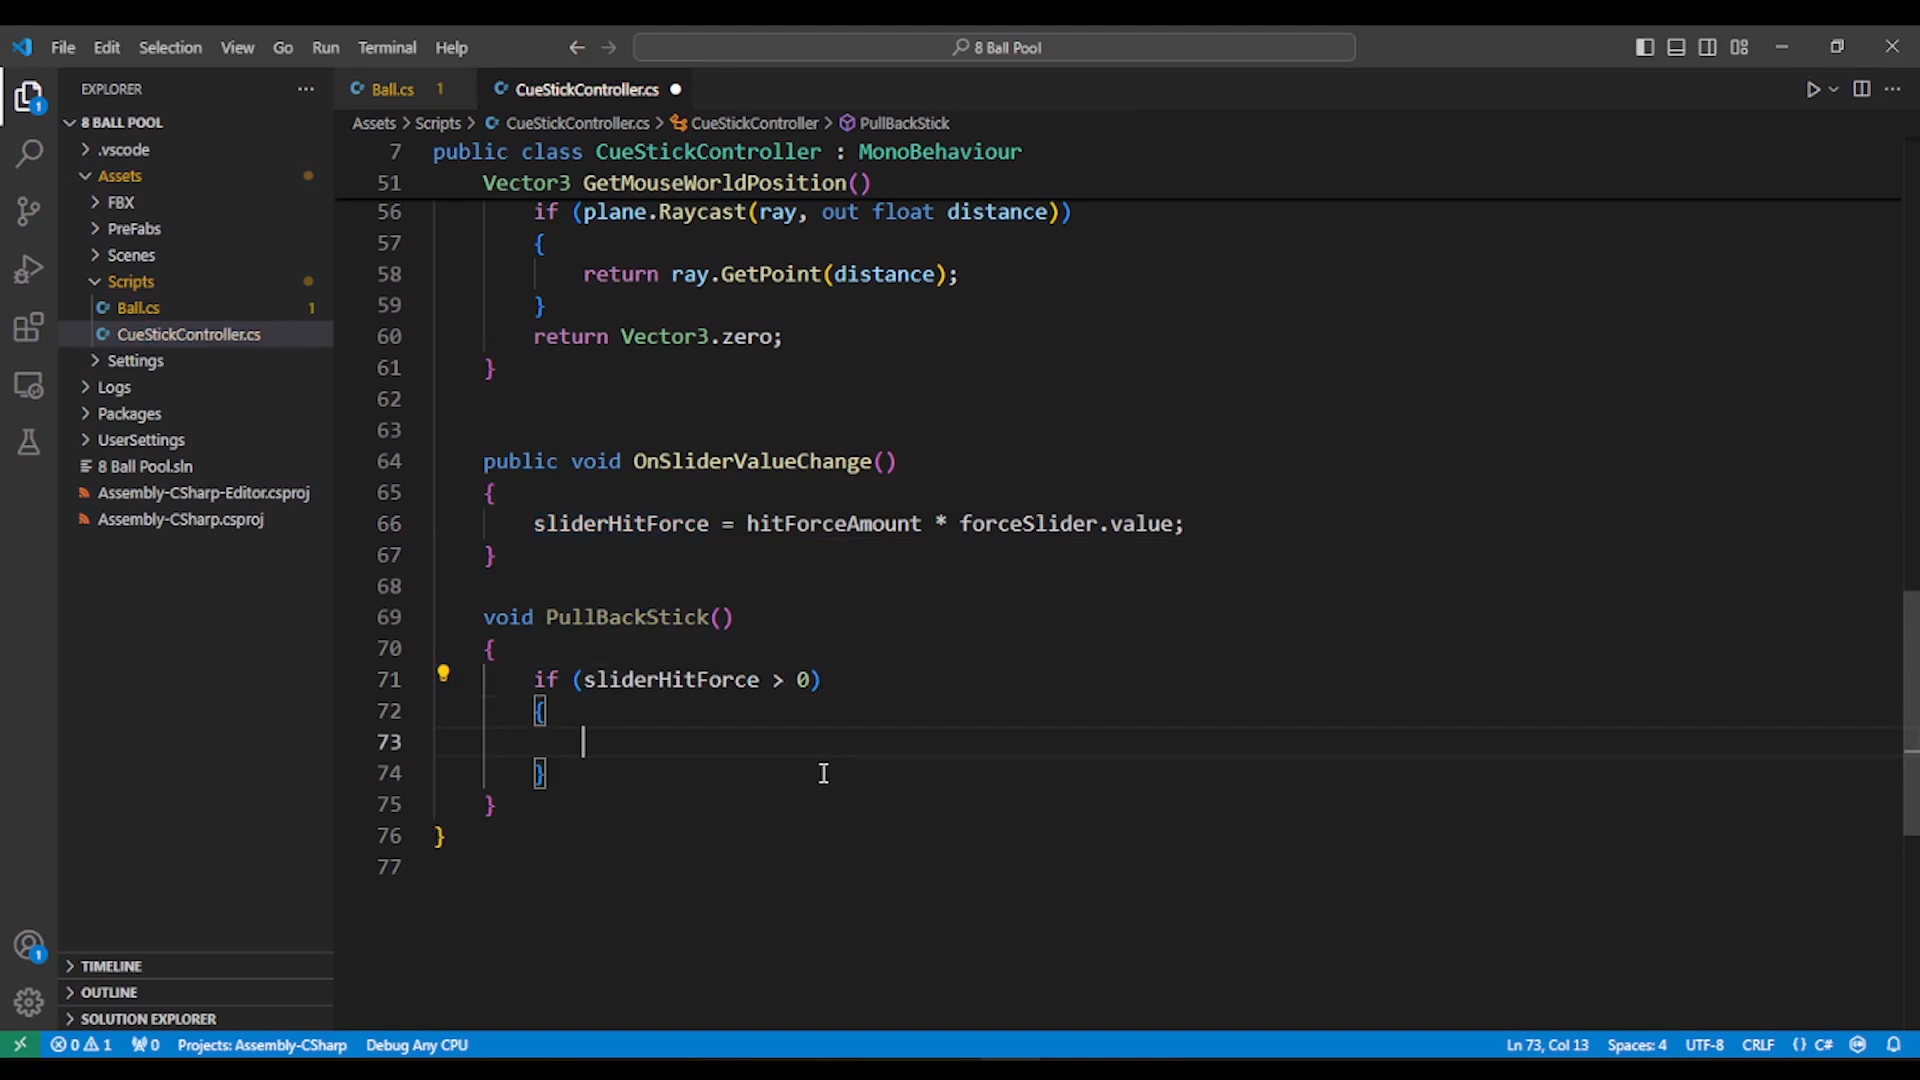 File Edit Selection View Go Run Terminal Help
8 Ball Pool
EXPLORER
8 BALL POOL
.vscode
Assets
FBX
PreFabs
Scenes
Scripts
Ball.cs 1
CueStickController.cs
Settings
Logs
Packages
UserSettings
8 Ball Pool.sln
Assembly-CSharp-Editor.csproj
Assembly-CSharp.csproj
TIMELINE
OUTLINE
SOLUTION EXPLORER
1
1
Ball.cs 1 CueStickController.cs
Assets > Scripts > CueStickController.cs > CueStickController > PullBackStick
7 public class CueStickController : MonoBehaviour
51 Vector3 GetMouseWorldPosition()
56 if (plane.Raycast(ray, out float distance))
57 {
58 return ray.GetPoint(distance);
59 }
60 return Vector3.zero;
61 }
62
63
64 public void OnSliderValueChange()
65 {
66 sliderHitForce = hitForceAmount * forceSlider.value;
67 }
68
69 void PullBackStick()
70 {
71 if (sliderHitForce > 0)
72 {
73
74 }
75 }
76 }
77
0 1 0 Projects: Assembly-CSharp Debug Any CPU Ln 73, Col 13 Spaces: 4 UTF-8 CRLF {} C#